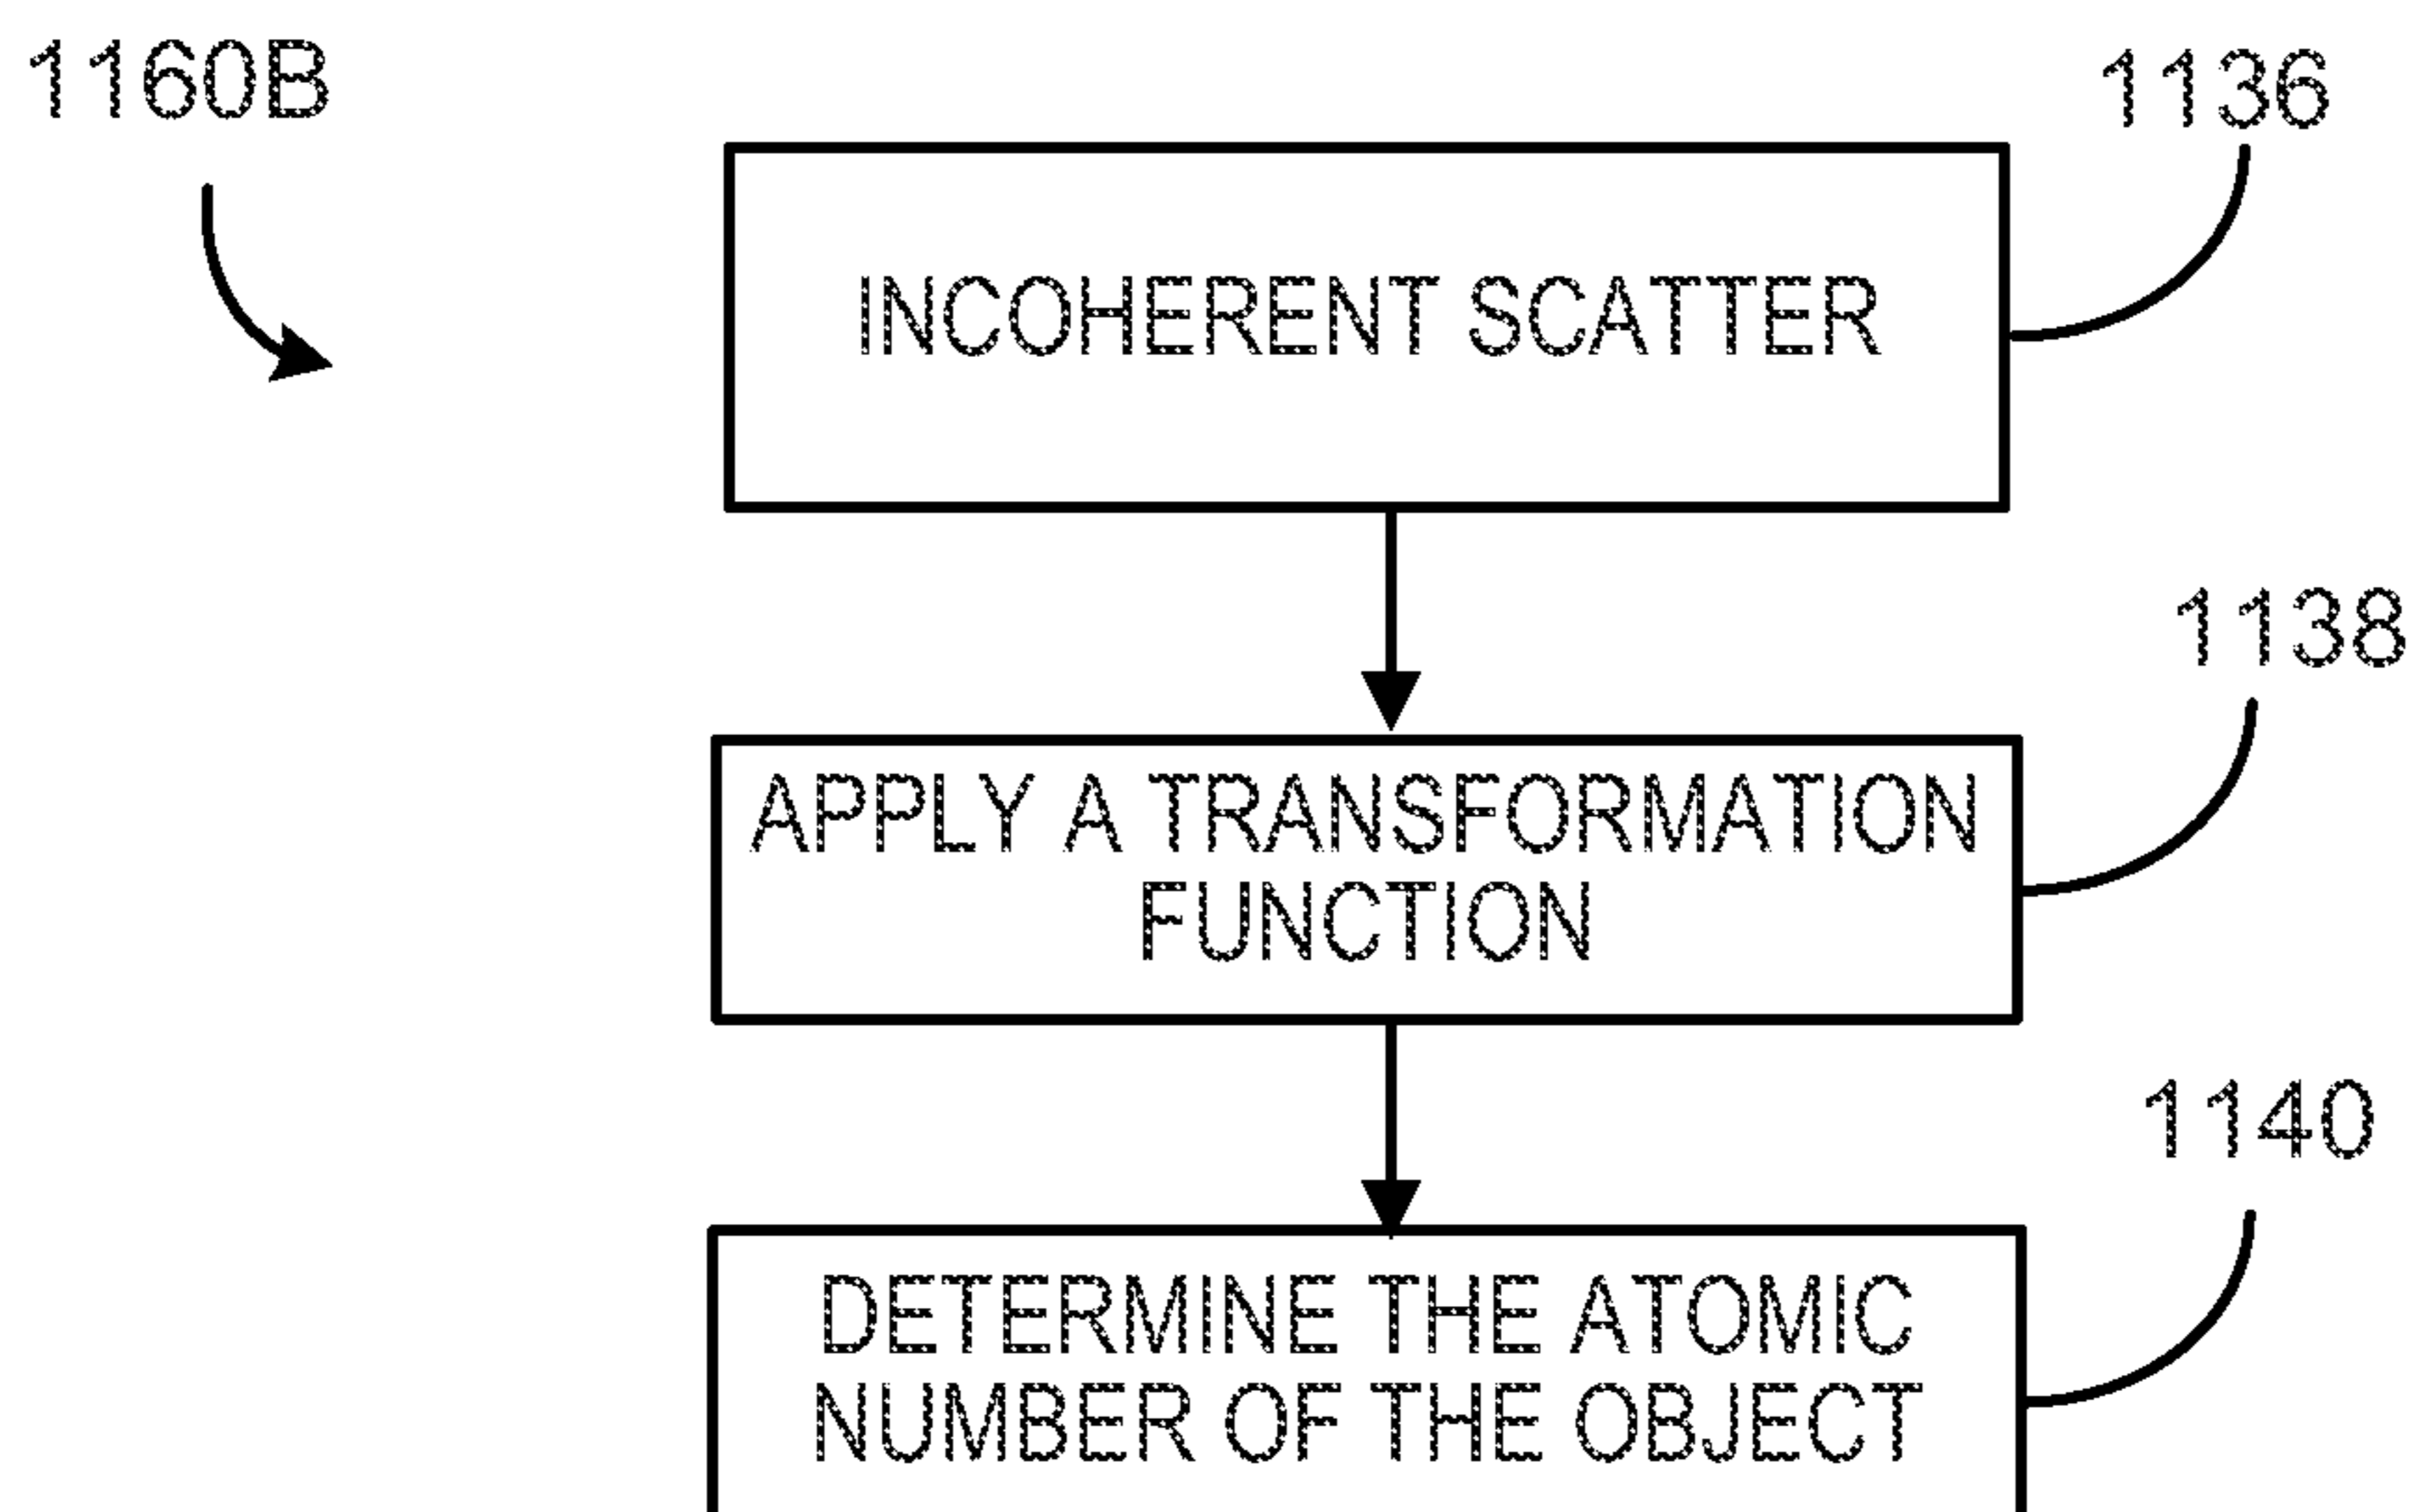 1160B
1136
INCOHERENT SCATTER
1138
APPLY A TRANSFORMATION
FUNCTION
1140
DETERMINE THE ATOMIC
NUMBER OF THE OBJECT